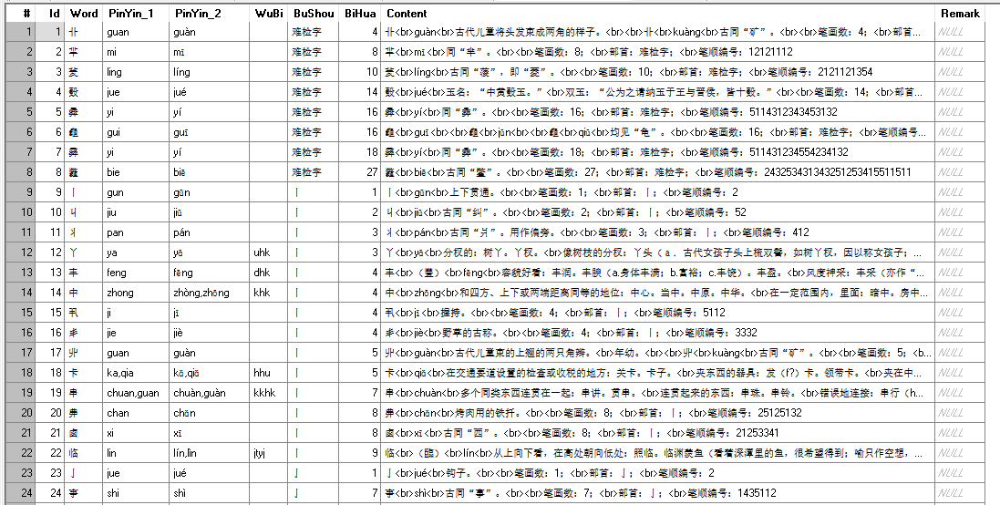 # Id Word PinYin_1 PinYin_2 WuBi BuShou BiHua Content Remark
1 1 卝 guan guàn 难检字 4 卝<br>guàn<br>古代儿童将头发束成两角的样子。<br><br>卝<br>kuàng<br>古同“矿”。<br><br>笔画数：4；<br>部首... NULL
2 2 芈 mi mī 难检字 8 芈<br>mī<br>同“芈”。<br>笔画数：8；<br>部首：难检字；<br>笔顺编号：12121112 NULL
3 3 ling líng 难检字 10 <br>líng<br>古同“蓤”，即“菱”。<br><br>笔画数：10；<br>部首：难检字；<br>笔顺编号：2121121354 NULL
4 4 瑴 jue jué 难检字 14 瑴<br>jué<br>玉名：“中黄瑴玉。”<br>双玉：“公为之请纳玉于王与晋侯，皆十瑴。”<br>笔画数：14；<br>部首... NULL
5 5 yi yí 难检字 16 <br>yí<br>同“彝”。<br><br>笔画数：16；<br>部首：难检字；<br>笔顺编号：5114312343453132 NULL
6 6 龜 gui guī 难检字 16 龜<br>guī<br><br>龜<br>jūn<br><br>龜<br>qiū<br>均见“龟”。<br>笔画数：16；<br>部首：难检字；<br>笔顺编号... NULL
7 7 彝 yi yí 难检字 18 彝<br>yí<br>同“彝”。<br>笔画数：18；<br>部首：难检字；<br>笔顺编号：511431234554234132 NULL
8 8 bie biē 难检字 27 <br>biē<br>古同“鳖”。<br><br>笔画数：27；<br>部首：难检字；<br>笔顺编号：243253431343251253415511511 NULL
9 9 丨 gun gǔn 丨 1 丨<br>gǔn<br>上下贯通。<br><br>笔画数：1；<br>部首：丨；<br>笔顺编号：2 NULL
10 10 丩 jiu jiū 丨 2 丩<br>jiū<br>古同“纠”。<br><br>笔画数：2；<br>部首：丨；<br>笔顺编号：52 NULL
11 11 丬 pan pán 丨 3 丬<br>pán<br>古同“爿”。用作偏旁。<br><br>笔画数：3；<br>部首：丨；<br>笔顺编号：412 NULL
12 12 丫 ya yā uhk 丨 3 丫<br>yā<br>分杈的：树丫。丫杈。<br>像树枝的分杈：丫头（a．古代女孩子头上梳双髻，如树丫杈，因以称女孩子；... NULL
13 13 丰 feng fēng dhk 丨 4 丰<br>（豐）<br>fēng<br>容貌好看：丰润。丰腴（a.身体丰满；b.富裕；c.丰饶）。丰盈。<br>风度神采：丰采（亦作“... NULL
14 14 中 zhong zhòng,zhōng khk 丨 4 中<br>zhōng<br>和四方、上下或两端距离同等的地位：中心。当中。中原。中华。<br>在一定范围内，里面：暗中。房中... NULL
15 15 丮 ji jǐ 丨 4 丮<br>jǐ<br>握持。<br><br>笔画数：4；<br>部首：丨；<br>笔顺编号：5112 NULL
16 16 丯 jie jiè 丨 4 丯<br>jiè<br>野草的古称。<br>笔画数：4；<br>部首：丨；<br>笔顺编号：3332 NULL
17 17 丱 guan guàn 丨 5 丱<br>guàn<br>古代儿童束的上翘的两只角辫。<br>年幼。<br><br>丱<br>kuàng<br>古同“矿”。<br><br>笔画数：5；<b... NULL
18 18 卡 ka,qia kǎ,qiǎ hhu 丨 5 卡<br>qiǎ<br>在交通要道设置的检查或收税的地方：关卡。卡子。<br>夹东西的器具：发（f?）卡。领带卡。<br>夹在中... NULL
19 19 串 chuan,guan chuàn,guàn kkhk 丨 7 串<br>chuàn<br>多个同类东西连贯在一起：串讲。贯串。<br>连贯起来的东西：串珠。串铃。<br>错误地连接：串行（h... NULL
20 20 丳 chan chǎn 丨 8 丳<br>chǎn<br>烤肉用的铁扦。<br><br>笔画数：8；<br>部首：丨；<br>笔顺编号：25125132 NULL
21 21 卥 xi xī 丨 8 卥<br>xī<br>古同“西”。<br><br>笔画数：8；<br>部首：丨；<br>笔顺编号：21253341 NULL
22 22 临 lin lín,lìn jtyj 丨 9 临<br>（臨）<br>lín<br>从上向下看，在高处朝向低处：照临。临渊羡鱼（看着深潭里的鱼，很希望得到；喻只作空想，... NULL
23 23 亅 jue jué 亅 1 亅<br>jué<br>钩子。<br><br>笔画数：1；<br>部首：亅；<br>笔顺编号：2 NULL
24 24 亊 shi shì 亅 7 亊<br>shì<br>古同“事”。<br>笔画数：7；<br>部首：亅；<br>笔顺编号：1435112 NULL